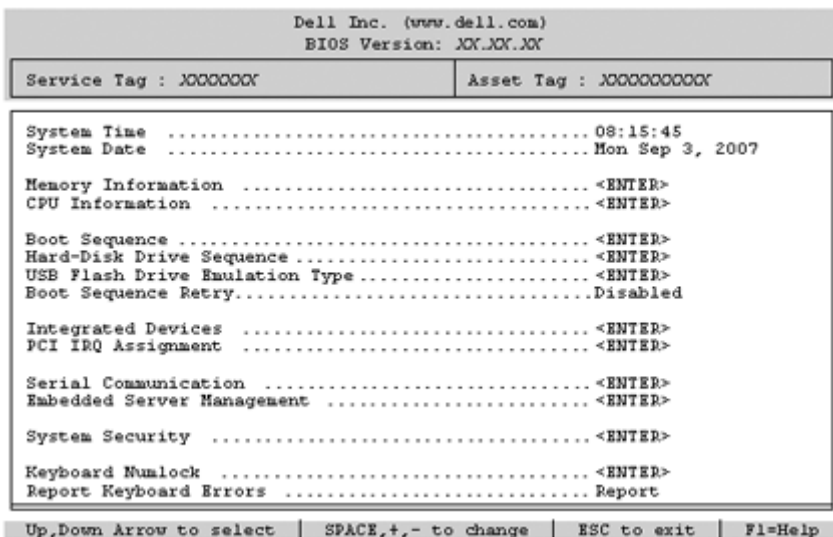 Dell Inc. (www.dell.com)
BIOS Version: XX.XX.XX
Service Tag : XXXXXXX Asset Tag : XXXXXXXXXX
System Time ....................................... 08:15:45
System Date ....................................... Mon Sep 3, 2007
Memory Information ................................ <ENTER>
CPU Information ................................... <ENTER>
Boot Sequence ...................................... <ENTER>
Hard-Disk Drive Sequence ........................... <ENTER>
USB Flash Drive Emulation Type ..................... <ENTER>
Boot Sequence Retry................................. Disabled
Integrated Devices ................................ <ENTER>
PCI IRQ Assignment ................................ <ENTER>
Serial Communication .............................. <ENTER>
Embedded Server Management ........................ <ENTER>
System Security ................................... <ENTER>
Keyboard Numlock .................................. <ENTER>
Report Keyboard Errors ............................ Report
Up,Down Arrow to select SPACE,+,- to change ESC to exit F1=Help